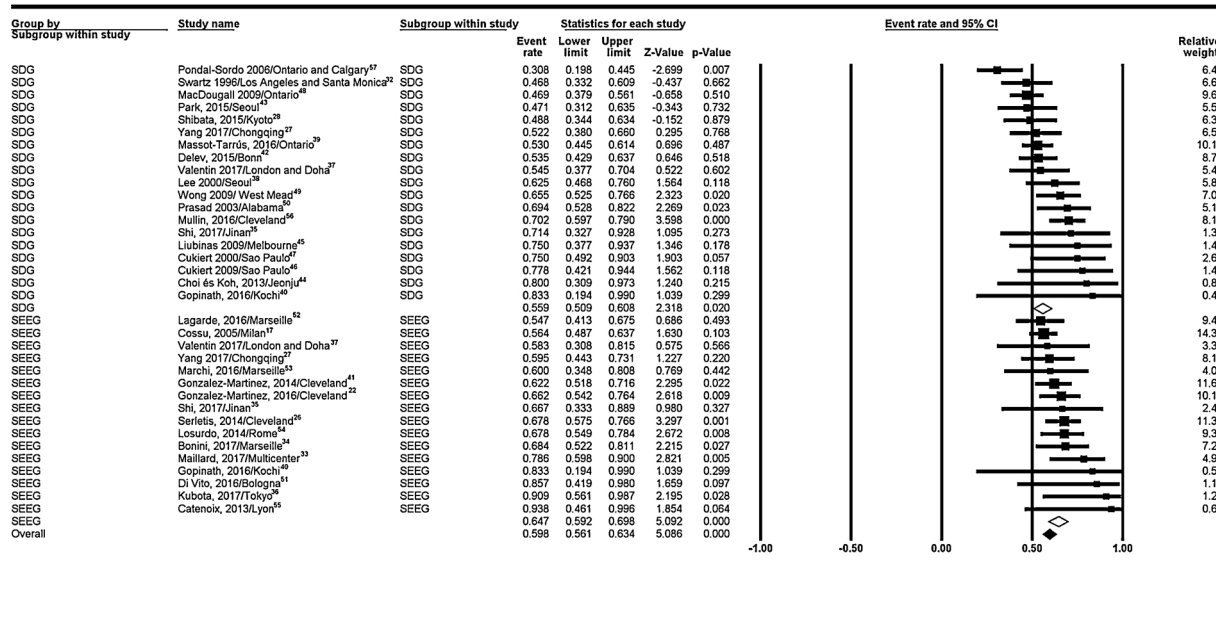 Group by Study name Subgroup within study Statistics for each study Event rate and 95% CI
Subgroup within study
Event Lower Upper Relative
rate limit limit Z-Value p-Value weight
SDG Pondal-Sordo 2006/Ontario and Calgary57 SDG 0.308 0.198 0.445 -2.699 0.007 6.4
SDG Swartz 1996/Los Angeles and Santa Monica32 SDG 0.468 0.332 0.609 -0.437 0.662 6.6
SDG MacDougall 2009/Ontario48 SDG 0.469 0.379 0.561 -0.658 0.510 9.6
SDG Park, 2015/Seoul43 SDG 0.471 0.312 0.635 -0.343 0.732 5.5
SDG Shibata, 2015/Kyoto28 SDG 0.488 0.344 0.634 -0.152 0.879 6.3
SDG Yang 2017/Chongqing27 SDG 0.522 0.380 0.660 0.295 0.768 6.5
SDG Massot-Tarrús, 2016/Ontario39 SDG 0.530 0.445 0.614 0.696 0.487 10.1
SDG Delev, 2015/Bonn42 SDG 0.535 0.429 0.637 0.646 0.518 8.7
SDG Valentin 2017/London and Doha37 SDG 0.545 0.377 0.704 0.522 0.602 5.4
SDG Lee 2000/Seoul38 SDG 0.625 0.468 0.760 1.564 0.118 5.8
SDG Wong 2009/ West Mead49 SDG 0.655 0.525 0.766 2.323 0.020 7.0
SDG Prasad 2003/Alabama50 SDG 0.694 0.528 0.822 2.269 0.023 5.1
SDG Mullin, 2016/Cleveland56 SDG 0.702 0.597 0.790 3.598 0.000 8.1
SDG Shi, 2017/Jinan35 SDG 0.714 0.327 0.928 1.095 0.273 1.3
SDG Liubinas 2009/Melbourne45 SDG 0.750 0.377 0.937 1.346 0.178 1.4
SDG Cukiert 2000/Sao Paulo47 SDG 0.750 0.492 0.903 1.903 0.057 2.6
SDG Cukiert 2009/Sao Paulo46 SDG 0.778 0.421 0.944 1.562 0.118 1.4
SDG Choi és Koh, 2013/Jeonju44 SDG 0.800 0.309 0.973 1.240 0.215 0.8
SDG Gopinath, 2016/Kochi40 SDG 0.833 0.194 0.990 1.039 0.299 0.4
SDG SDG 0.559 0.509 0.608 2.318 0.020
SEEG Lagarde, 2016/Marseille52 SEEG 0.547 0.413 0.675 0.686 0.493 9.4
SEEG Cossu, 2005/Milan17 SEEG 0.564 0.487 0.637 1.630 0.103 14.3
SEEG Valentin 2017/London and Doha37 SEEG 0.583 0.308 0.815 0.575 0.566 3.3
SEEG Yang 2017/Chongqing27 SEEG 0.595 0.443 0.731 1.227 0.220 8.1
SEEG Marchi, 2016/Marseille53 SEEG 0.600 0.348 0.808 0.769 0.442 4.0
SEEG Gonzalez-Martinez, 2014/Cleveland41 SEEG 0.622 0.518 0.716 2.295 0.022 11.6
SEEG Gonzalez-Martinez, 2016/Cleveland22 SEEG 0.662 0.542 0.764 2.618 0.009 10.1
SEEG Shi, 2017/Jinan35 SEEG 0.667 0.333 0.889 0.980 0.327 2.4
SEEG Serletis, 2014/Cleveland26 SEEG 0.678 0.575 0.766 3.297 0.001 11.3
SEEG Losurdo, 2014/Rome54 SEEG 0.678 0.549 0.784 2.672 0.008 9.3
SEEG Bonini, 2017/Marseille34 SEEG 0.684 0.522 0.811 2.215 0.027 7.2
SEEG Maillard, 2017/Multicenter33 SEEG 0.786 0.598 0.900 2.821 0.005 4.9
SEEG Gopinath, 2016/Kochi40 SEEG 0.833 0.194 0.990 1.039 0.299 0.5
SEEG Di Vito, 2016/Bologna51 SEEG 0.857 0.419 0.980 1.659 0.097 1.1
SEEG Kubota, 2017/Tokyo36 SEEG 0.909 0.561 0.987 2.195 0.028 1.2
SEEG Catenoix, 2013/Lyon55 SEEG 0.938 0.461 0.996 1.854 0.064 0.6
SEEG SEEG 0.647 0.592 0.698 5.092 0.000
Overall 0.598 0.561 0.634 5.086 0.000
-1.00 -0.50 0.00 0.50 1.00